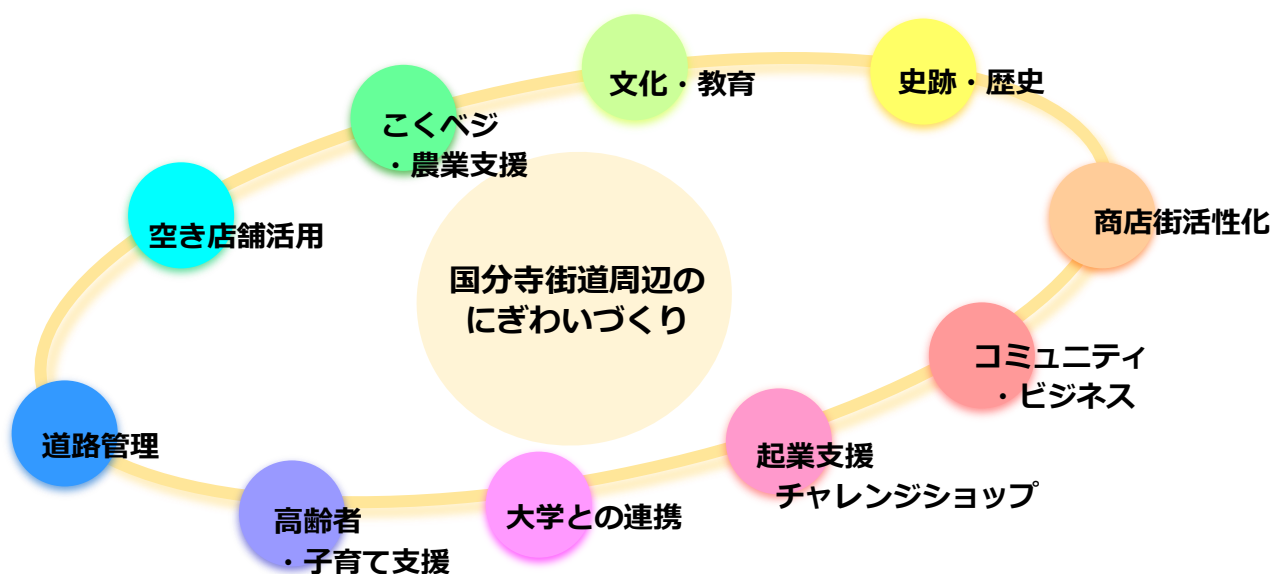 文化・教育
史跡・歴史
こくベジ
・農業支援
商店街活性化
空き店舗活用
国分寺街道周辺の
にぎわいづくり
コミュニティ
・ビジネス
道路管理
起業支援
チャレンジショップ
大学との連携
高齢者
・子育て支援